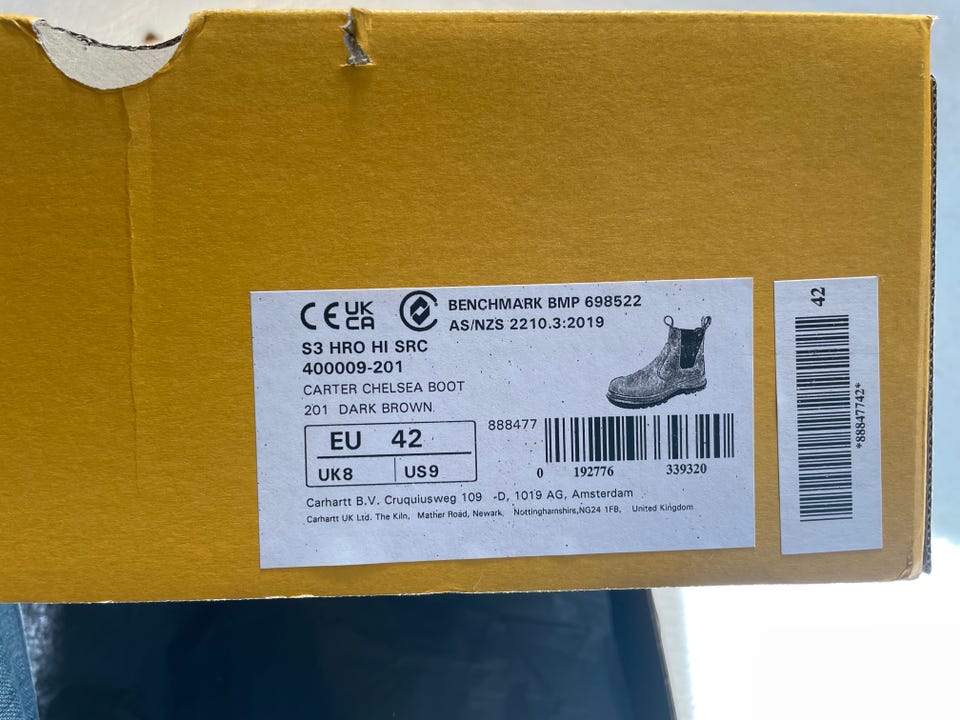 CE UK CA BENCHMARK BMP 698522
AS/NZS 2210.3:2019
S3 HRO HI SRC
400009-201
CARTER CHELSEA BOOT
201 DARK BROWN
EU 42
UK8 US9
888477
0 192776 339320
Carhartt B.V. Cruquiusweg 109 -D, 1019 AG, Amsterdam
Carhartt UK Ltd. The Kiln, Mather Road, Newark, Nottinghamshire,NG24 1FB, United Kingdom
42
*88847742*